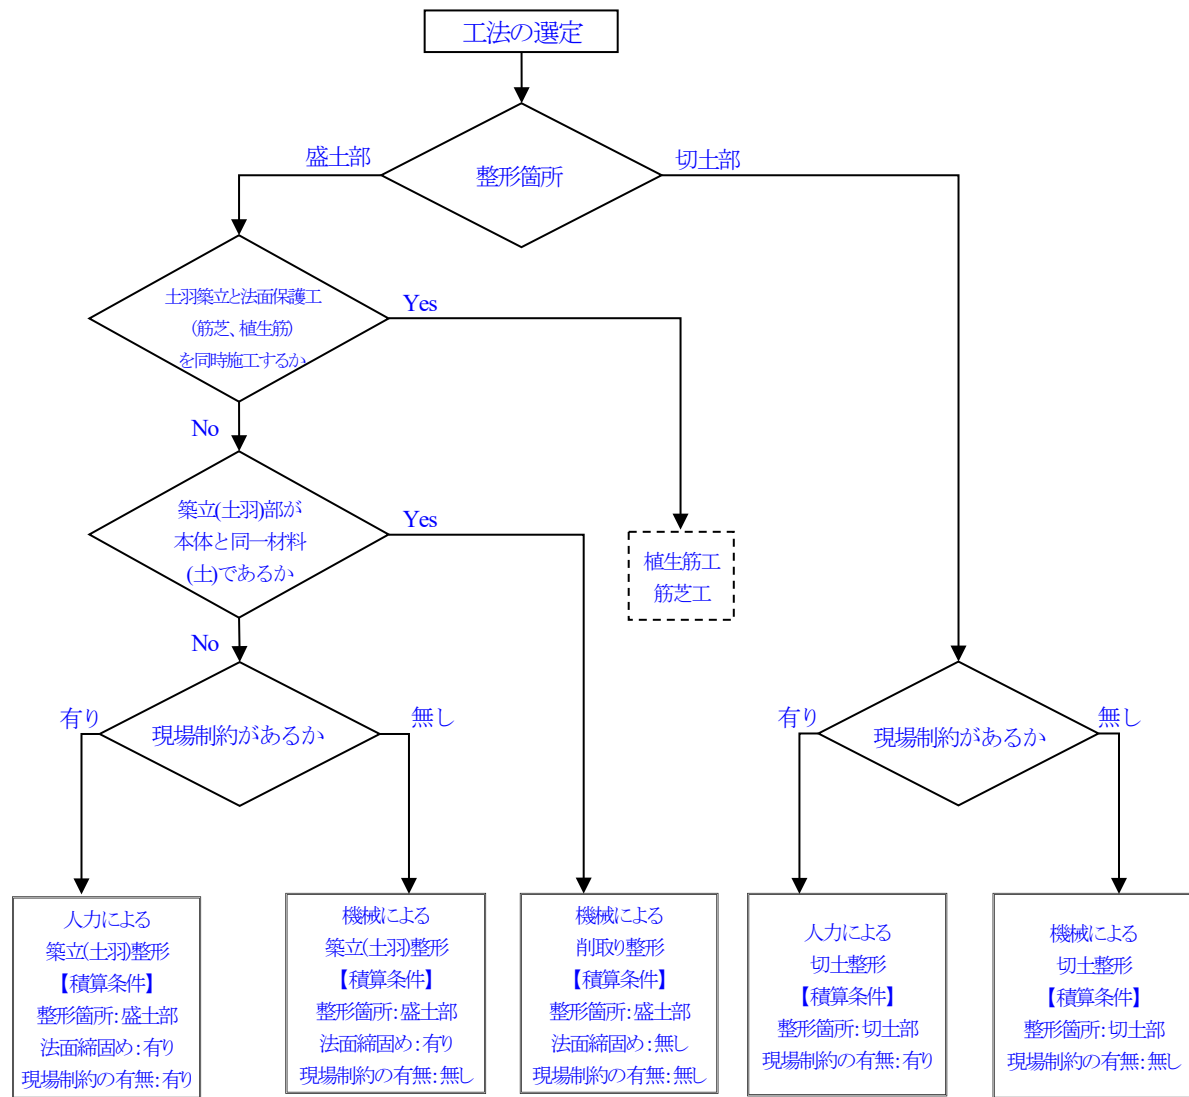 工法の選定
整形箇所
盛土部
切土部
土羽築立と法面保護工
(筋芝、植生筋)
を同時施工するか
Yes
No
築立(土羽)部が
本体と同一材料
(土)であるか
Yes
No
植生筋工
筋芝工
現場制約があるか
有り
無し
現場制約があるか
有り
無し
人力による
築立(土羽)整形
【積算条件】
整形箇所:盛土部
法面締固め:有り
現場制約の有無:有り
機械による
築立(土羽)整形
【積算条件】
整形箇所:盛土部
法面締固め:有り
現場制約の有無:無し
機械による
削取り整形
【積算条件】
整形箇所:盛土部
法面締固め:無し
現場制約の有無:無し
人力による
切土整形
【積算条件】
整形箇所:切土部
現場制約の有無:有り
機械による
切土整形
【積算条件】
整形箇所:切土部
現場制約の有無:無し